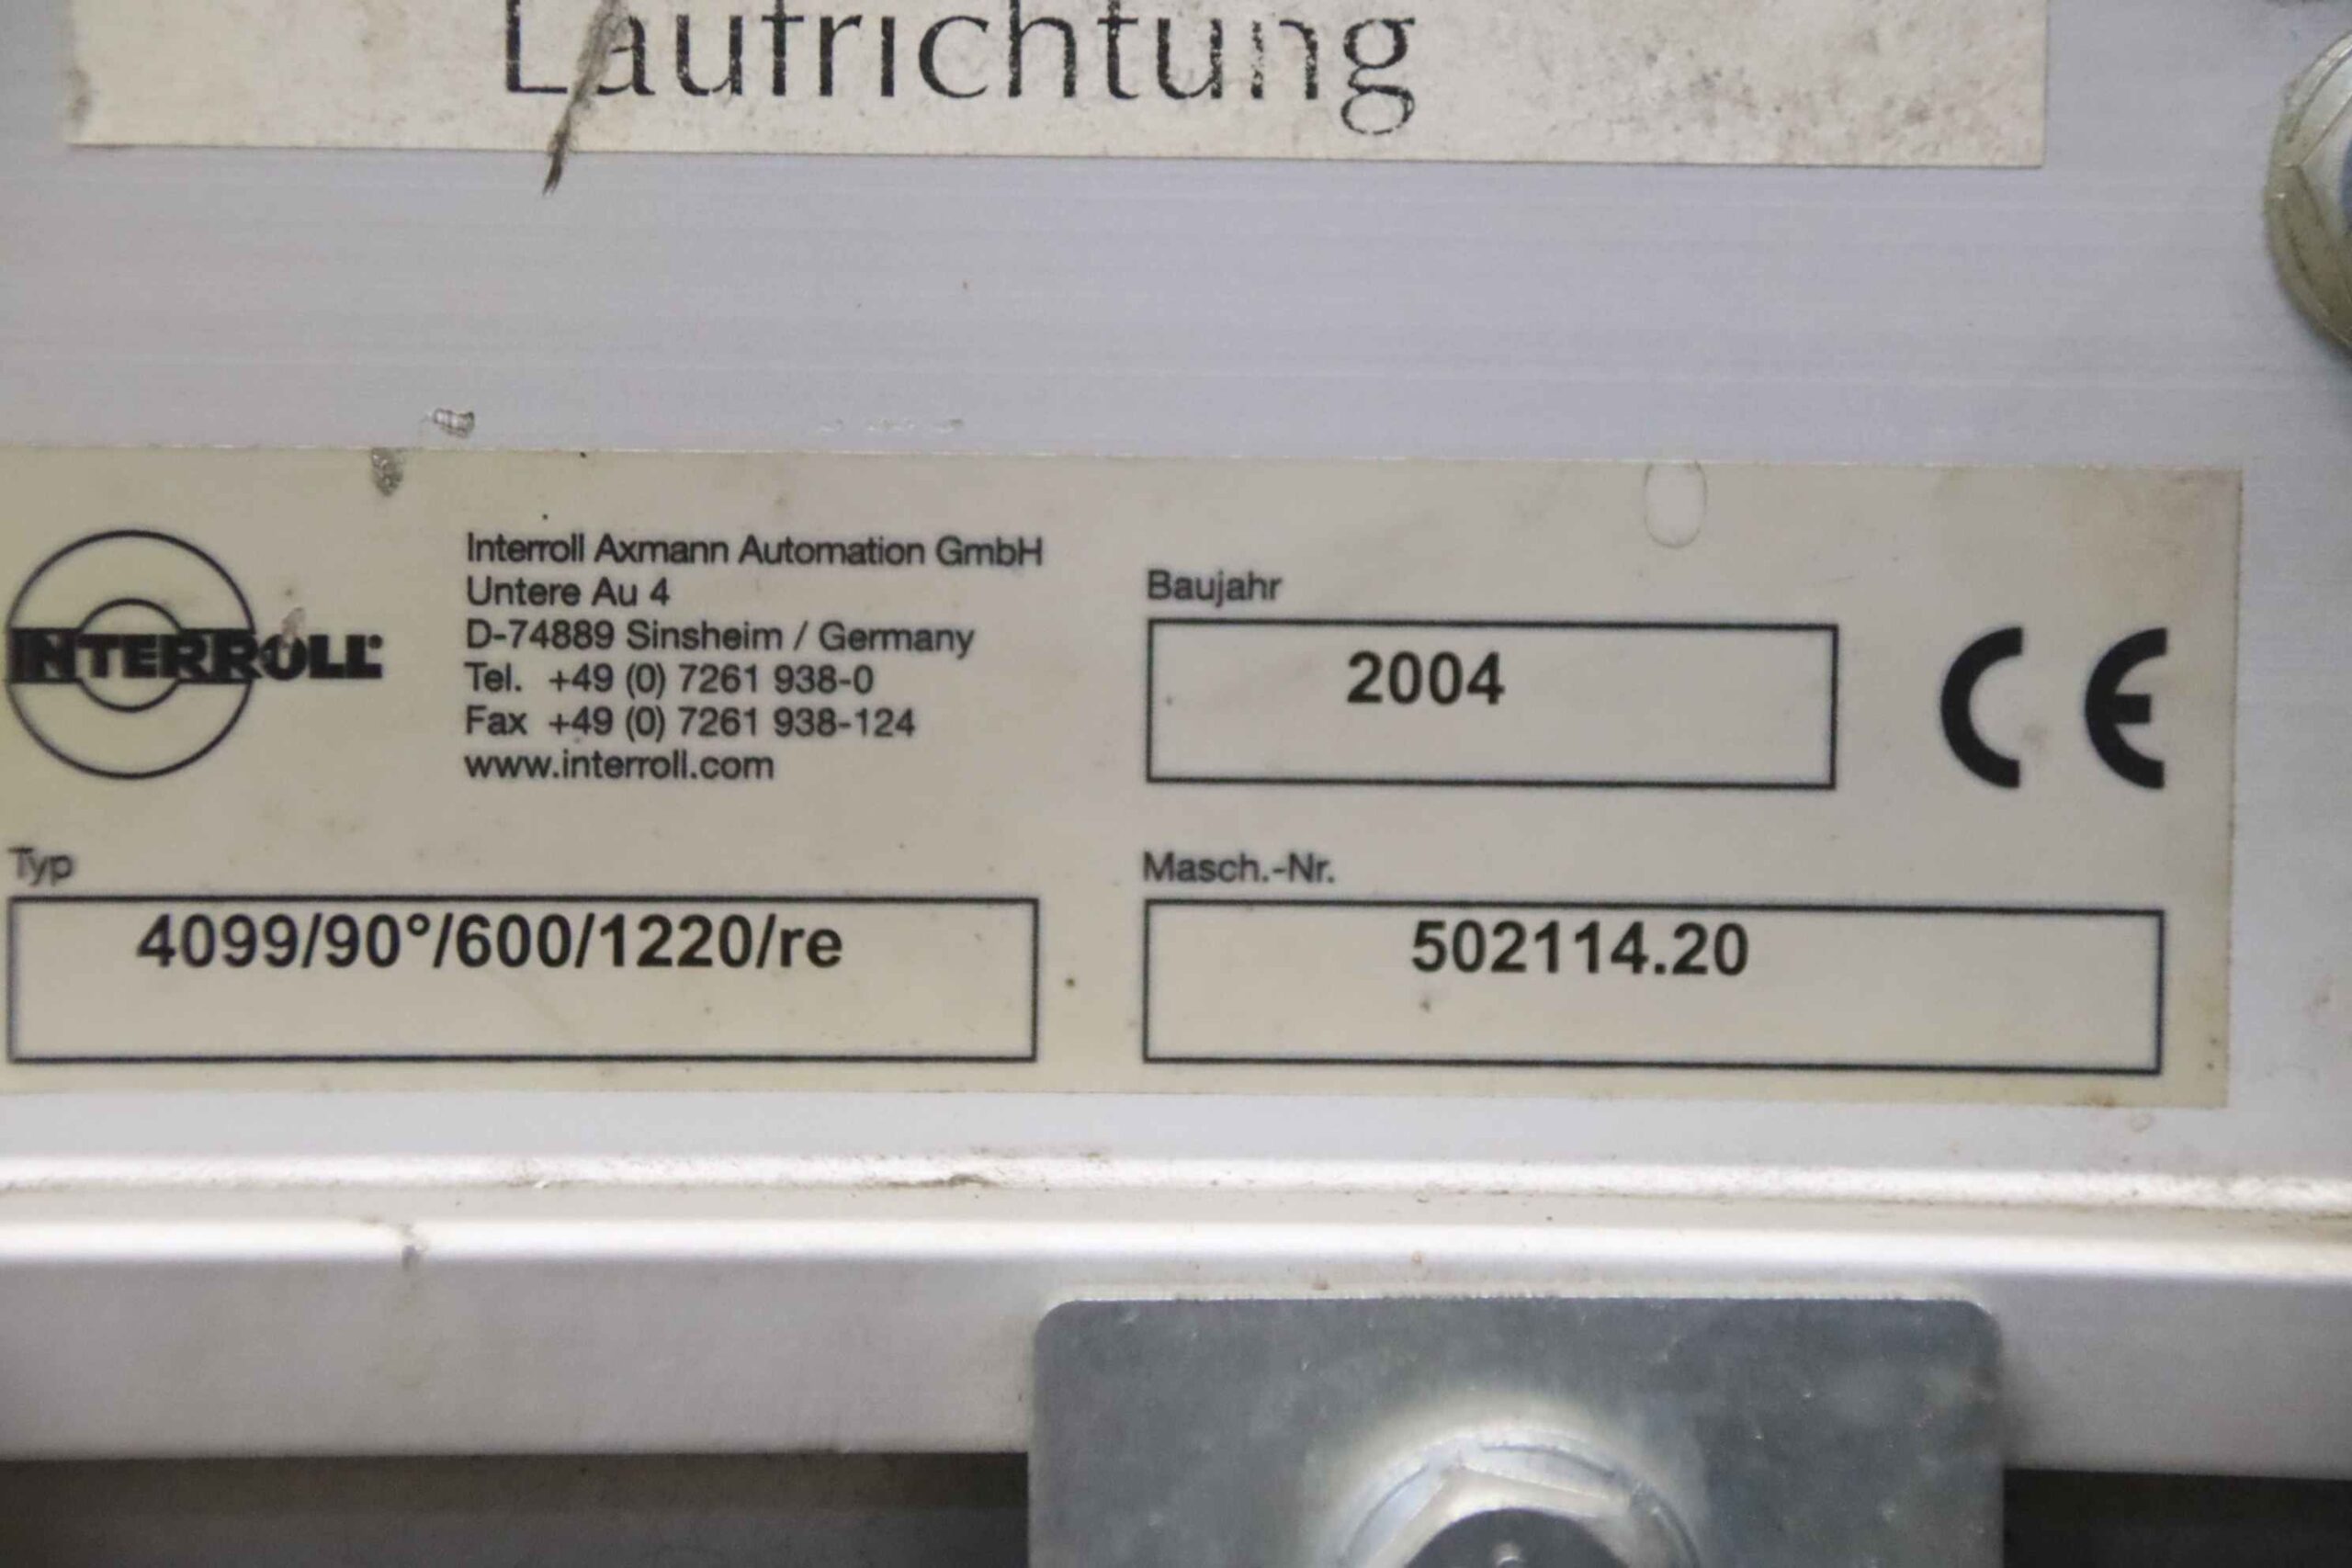 Laufrichtung
INTERROLL
Interroll Axmann Automation GmbH
Untere Au 4
D-74889 Sinsheim / Germany
Tel. +49 (0) 7261 938-0
Fax +49 (0) 7261 938-124
www.interroll.com
Baujahr
2004
CE
Typ
4099/90°/600/1220/re
Masch.-Nr.
502114.20